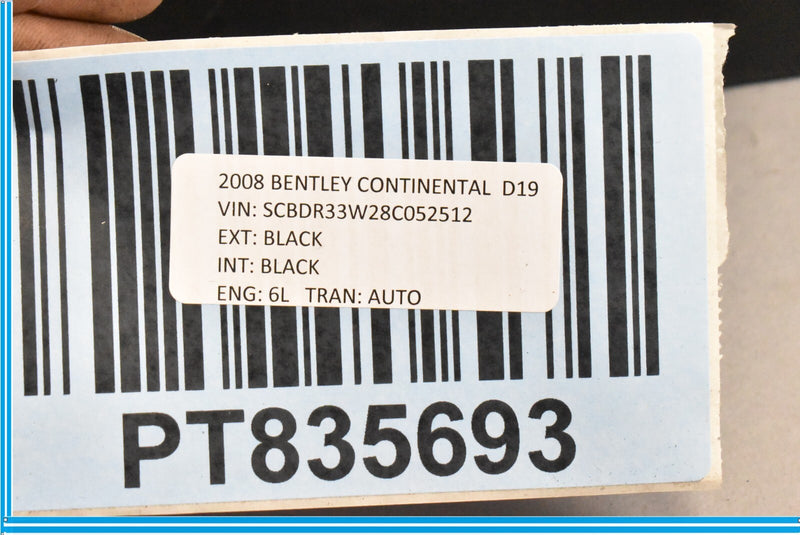 2008 BENTLEY CONTINENTAL  D19
VIN: SCBDR33W28C052512
EXT: BLACK
INT: BLACK
ENG: 6L   TRAN: AUTO
PT835693